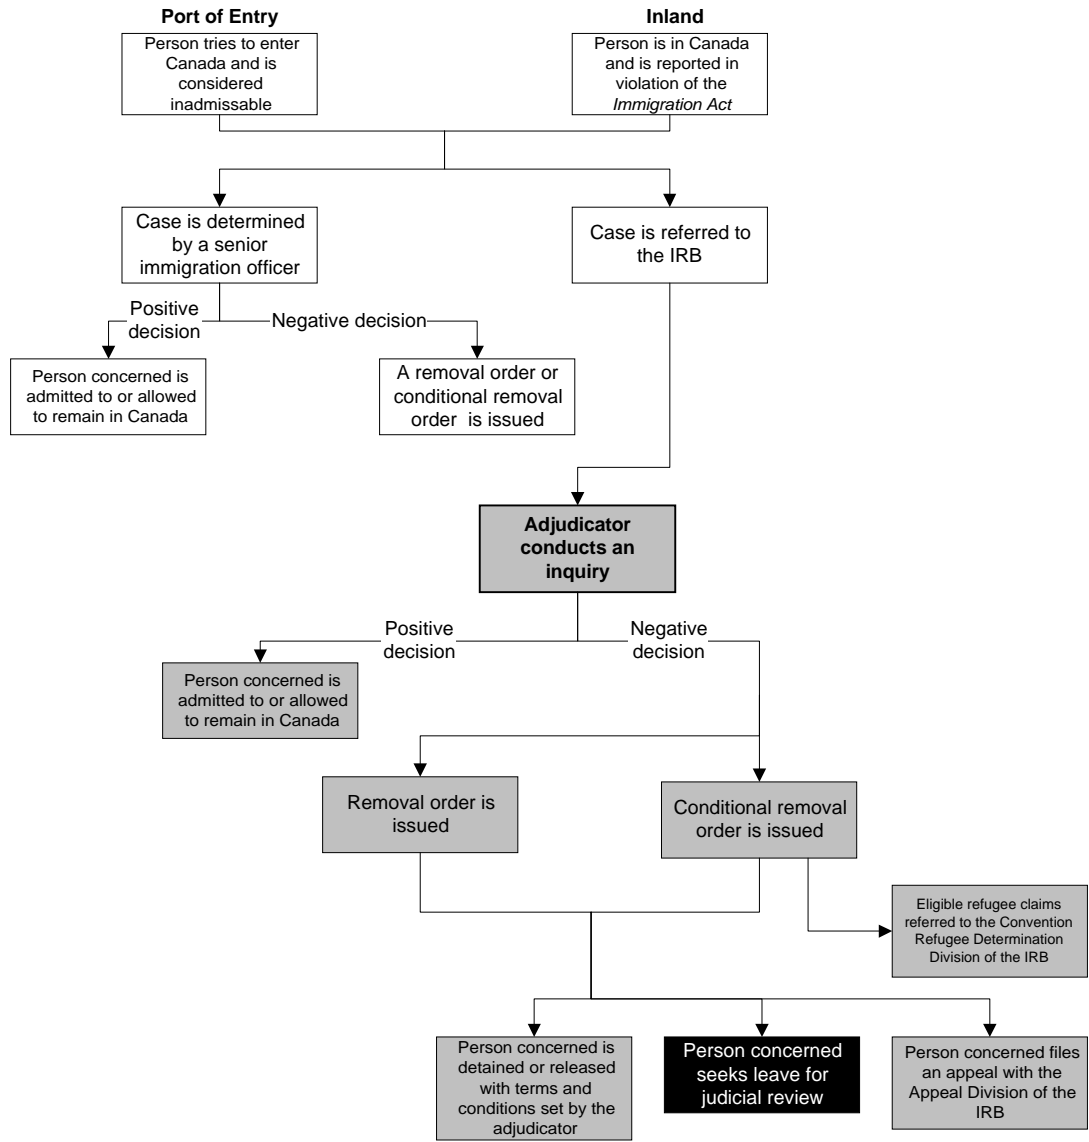 Port of Entry
Inland
Person tries to enter
Canada and is
considered
inadmissable
Person is in Canada
and is reported in
violation of the
Immigration Act
Case is determined
by a senior
immigration officer
Case is referred to
the IRB
Positive
decision
Negative decision
Person concerned is
admitted to or allowed
to remain in Canada
A removal order or
conditional removal
order is issued
Adjudicator
conducts an
inquiry
Positive
decision
Negative
decision
Person concerned is
admitted to or allowed
to remain in Canada
Removal order is
issued
Conditional removal
order is issued
Eligible refugee claims
referred to the Convention
Refugee Determination
Division of the IRB
Person concerned is
detained or released
with terms and
conditions set by the
adjudicator
Person concerned
seeks leave for
judicial review
Person concerned files
an appeal with the
Appeal Division of the
IRB